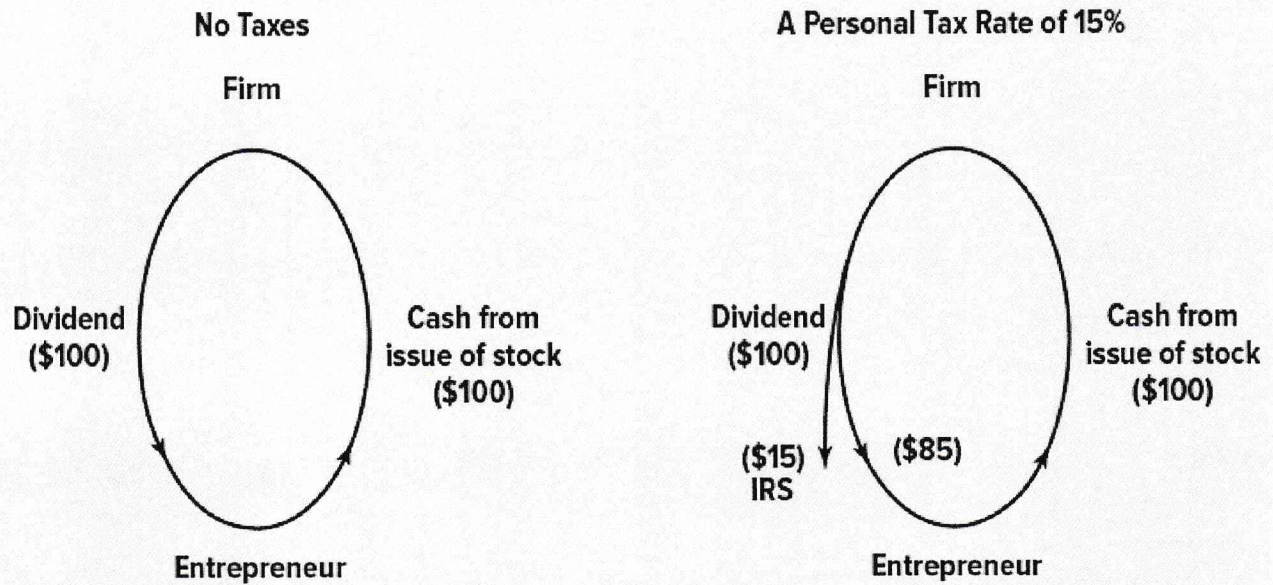 No Taxes
Firm
Dividend
($100)
Cash from
issue of stock
($100)
Entrepreneur
A Personal Tax Rate of 15%
Firm
Dividend
($100)
Cash from
issue of stock
($100)
($15)
IRS
($85)
Entrepreneur